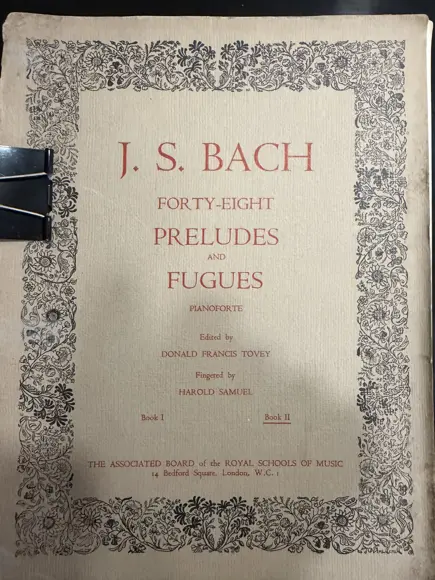 J. S. BACH
FORTY-EIGHT
PRELUDES
AND
FUGUES
PIANOFORTE
Edited by
DONALD FRANCIS TOVEY
Fingered by
HAROLD SAMUEL
Book I Book II
THE ASSOCIATED BOARD of the ROYAL SCHOOLS OF MUSIC
14 Bedford Square, London, W.C. 1